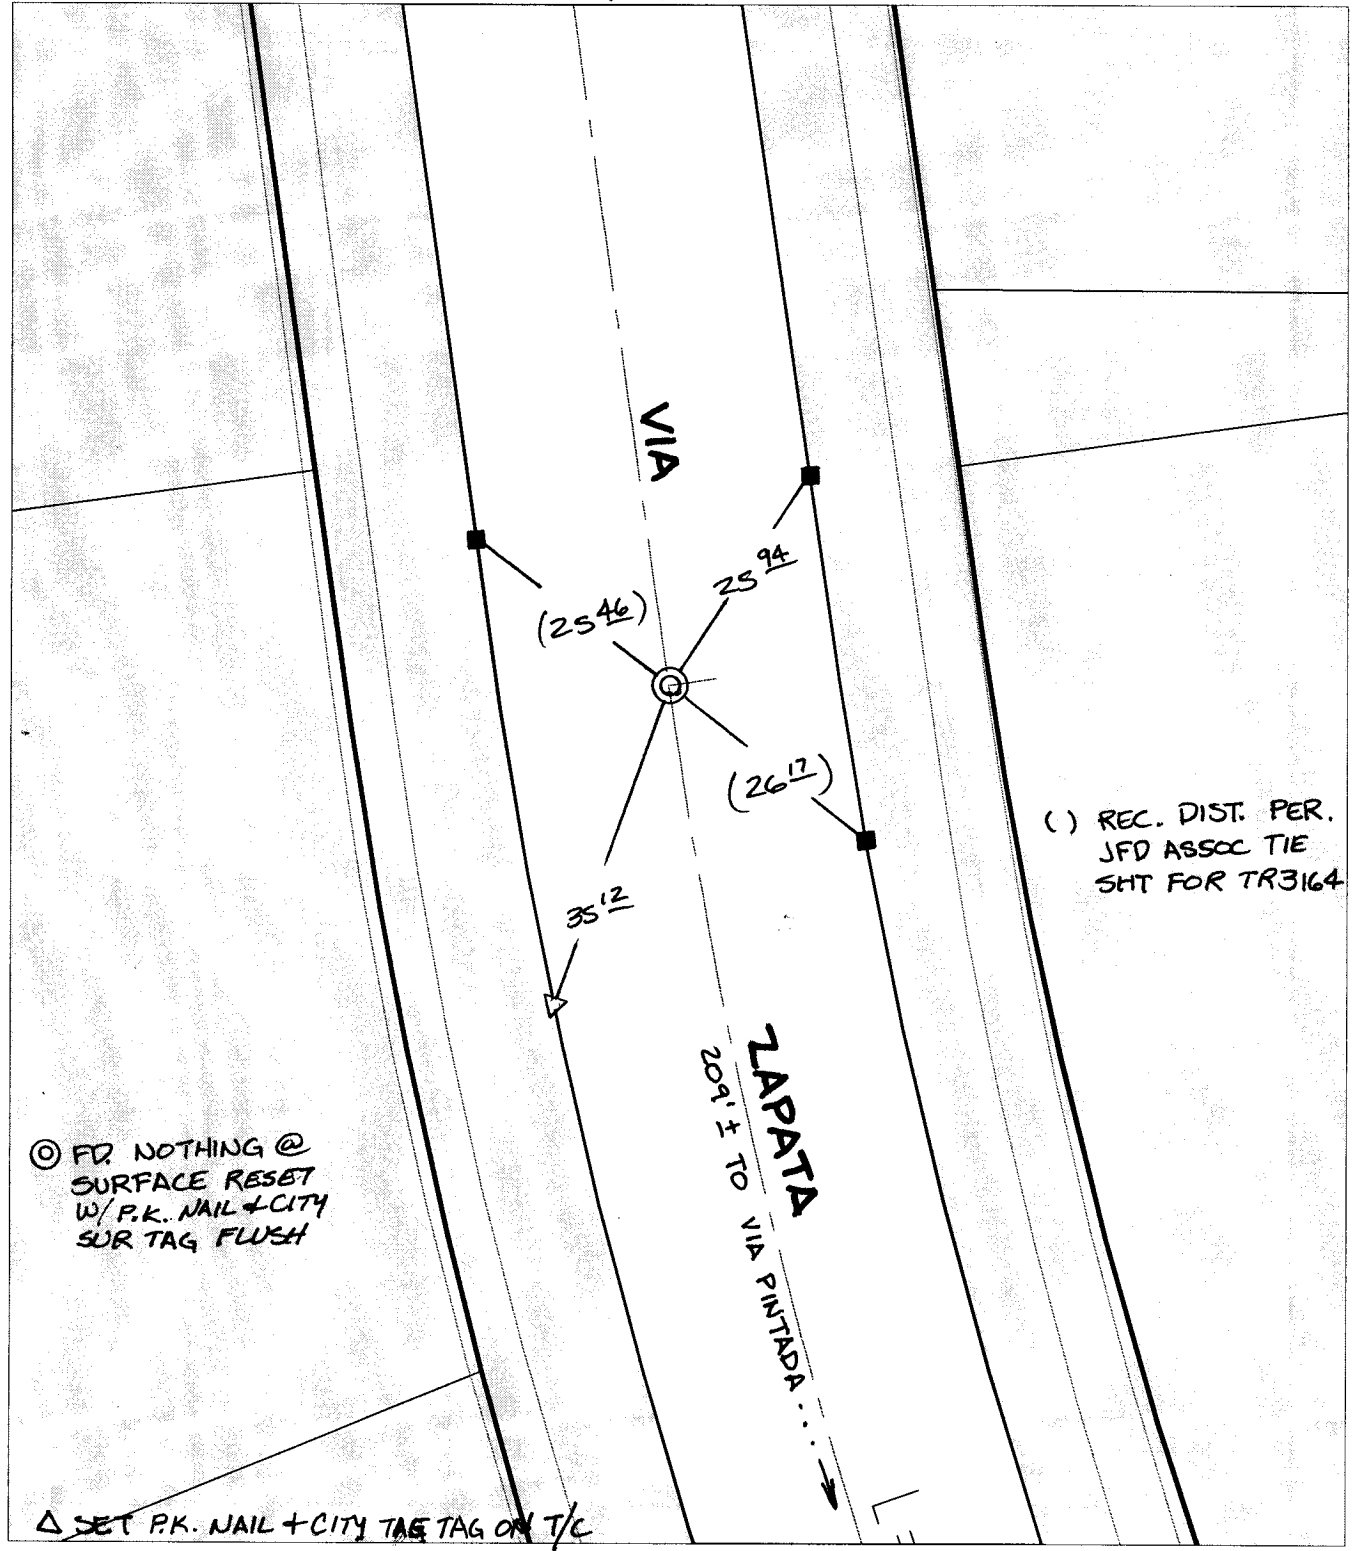 VIA
25 94
(25 46)
(26 17)
( ) REC. DIST. PER.
JFD ASSOC TIE
SHT FOR TR3164
35 12
ZAPATA
209' ± TO VIA PINTADA....
◎ FD. NOTHING @
SURFACE RESET
W/ P.K. NAIL & CITY
SUR TAG FLUSH
△ SET P.K. NAIL + CITY TAG ON T/C